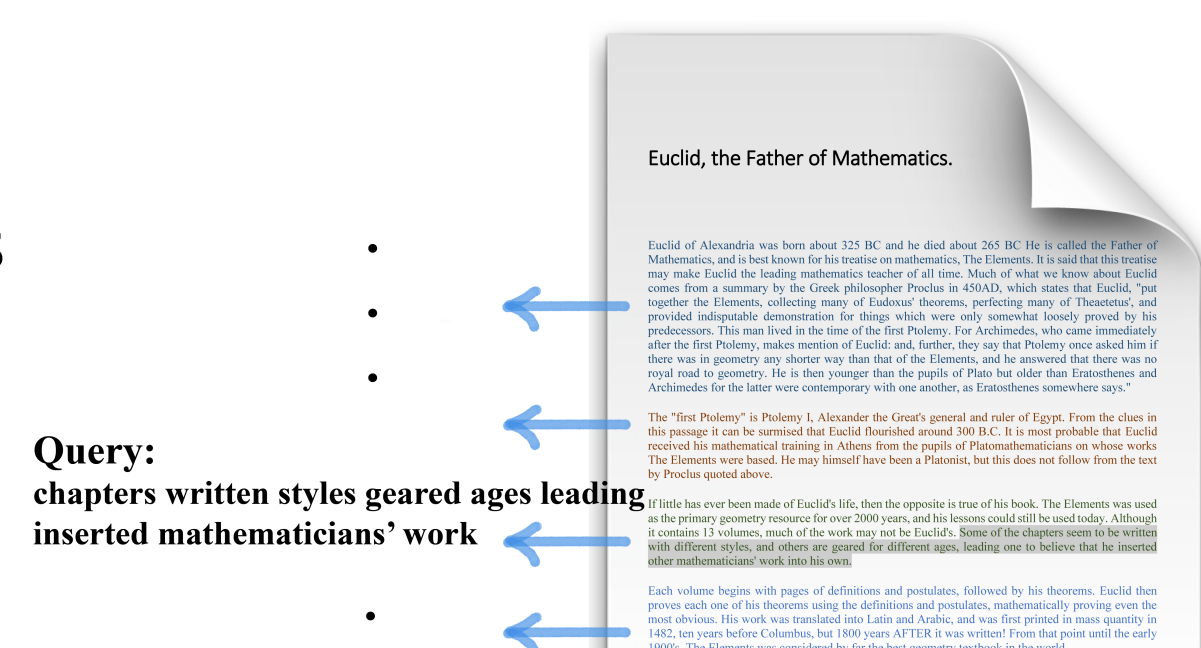 Euclid, the Father of Mathematics.
Euclid of Alexandria was born about 325 BC and he died about 265 BC He is called the Father of
Mathematics, and is best known for his treatise on mathematics, The Elements. It is said that this treatise
may make Euclid the leading mathematics teacher of all time. Much of what we know about Euclid
comes from a summary by the Greek philosopher Proclus in 450AD, which states that Euclid, "put
together the Elements, collecting many of Eudoxus' theorems, perfecting many of Theaetetus', and
provided indisputable demonstration for things which were only somewhat loosely proved by his
predecessors. This man lived in the time of the first Ptolemy. For Archimedes, who came immediately
after the first Ptolemy, makes mention of Euclid: and, further, they say that Ptolemy once asked him if
there was in geometry any shorter way than that of the Elements, and he answered that there was no
royal road to geometry. He is then younger than the pupils of Plato but older than Eratosthenes and
Archimedes for the latter were contemporary with one another, as Eratosthenes somewhere says."
The "first Ptolemy" is Ptolemy I, Alexander the Great's general and ruler of Egypt. From the clues in
this passage it can be surmised that Euclid flourished around 300 B.C. It is most probable that Euclid
received his mathematical training in Athens from the pupils of Platomathematicians on whose works
The Elements were based. He may himself have been a Platonist, but this does not follow from the text
by Proclus quoted above.
Query:
chapters written styles geared ages leading
inserted mathematicians' work
If little has ever been made of Euclid's life, then the opposite is true of his book. The Elements was used
as the primary geometry resource for over 2000 years, and his lessons could still be used today. Although
it contains 13 volumes, much of the work may not be Euclid's. Some of the chapters seem to be written
with different styles, and others are geared for different ages, leading one to believe that he inserted
other mathematicians' work into his own.
Each volume begins with pages of definitions and postulates, followed by his theorems. Euclid then
proves each one of his theorems using the definitions and postulates, mathematically proving even the
most obvious. His work was translated into Latin and Arabic, and was first printed in mass quantity in
1482, ten years before Columbus, but 1800 years AFTER it was written! From that point until the early
1900's, The Elements was considered by far the best geometry textbook in the world.